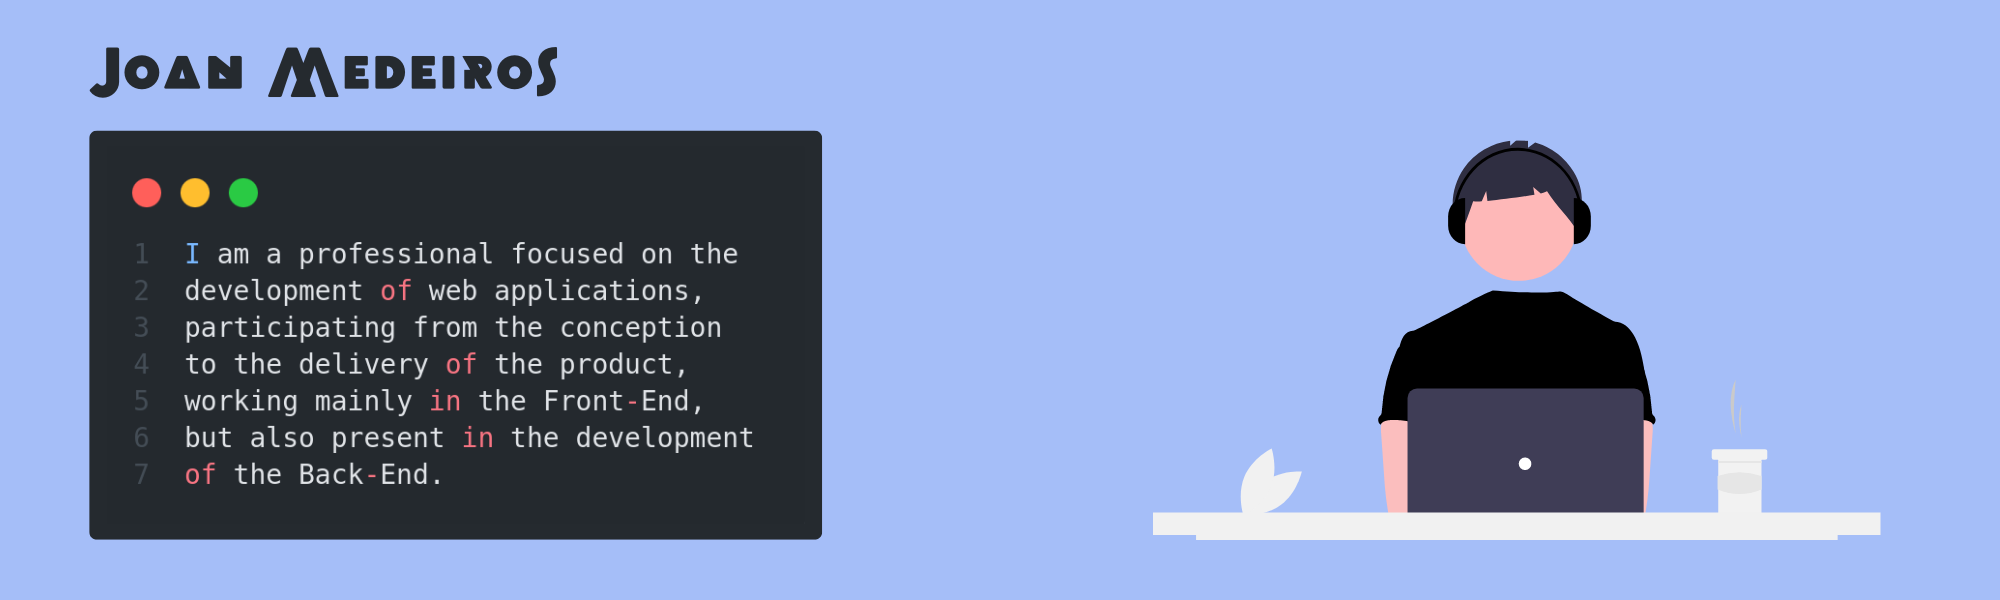 Joan Medeiros
1 I am a professional focused on the
2 development of web applications,
3 participating from the conception
4 to the delivery of the product,
5 working mainly in the Front-End,
6 but also present in the development
7 of the Back-End.